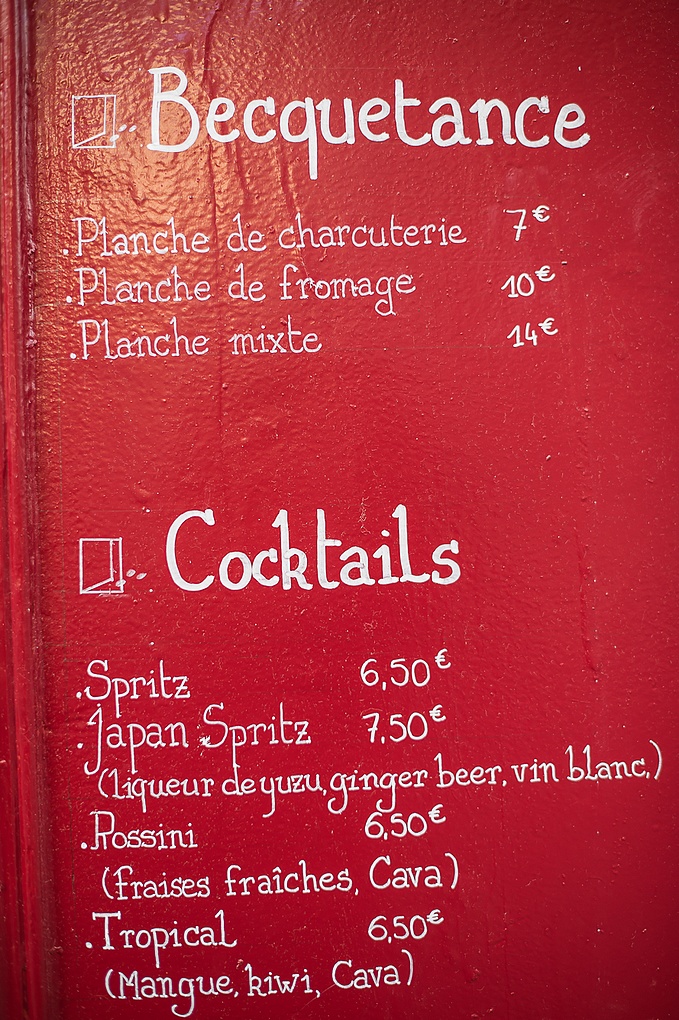 Becquetance
.Planche de charcuterie 7€
.Planche de fromage 10€
.Planche mixte 14€
Cocktails
.Spritz 6,50€
.Japan Spritz 7,50€
(liqueur de yuzu, ginger beer, vin blanc,)
.Rossini 6,50€
(fraises fraîches, Cava)
.Tropical 6,50€
(Mangue, kiwi, Cava)